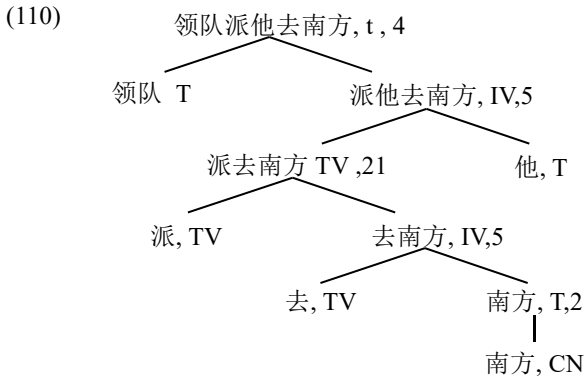 (110)
领队派他去南方, t , 4
领队 T
派他去南方, IV,5
派去南方 TV ,21
他, T
派, TV
去南方, IV,5
去, TV
南方, T,2
南方, CN